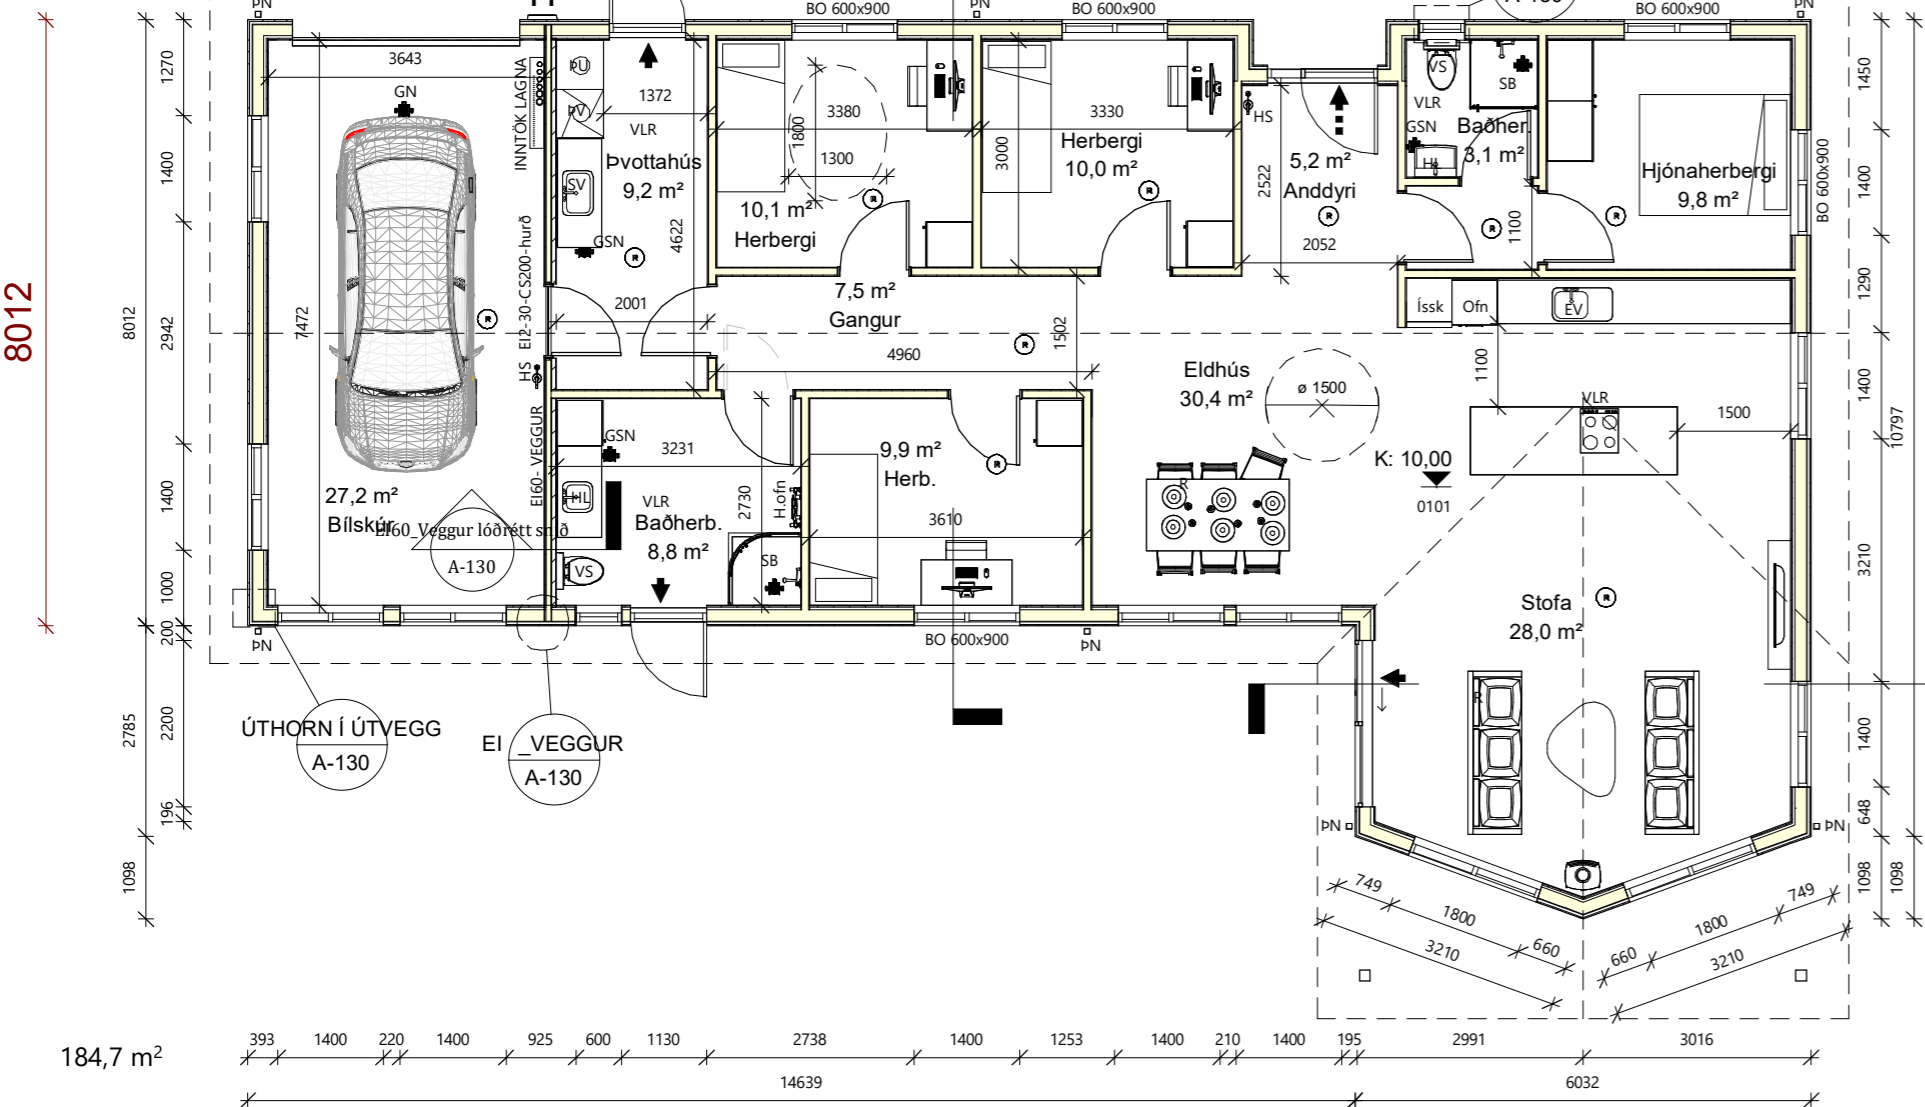 ÞN
BO 600x900
ÞN
BO 600x900
BO 600x900
ÞN
8012
8012
1270
1400
2942
1400
1000
200
2785
2200
196
1098
3643
GN
INNTÖK LAGNA
7472
EI2-30-CS200-hurð
HS
EI60- VEGGUR
27,2 m²
Bílskúr
EI60_Veggur lóðrétt snið
A-130
ÞU
ÞV
1372
VLR
Þvottahús
9,2 m²
SV
GSN
R
4622
2001
3380
1800
1300
10,1 m²
Herbergi
R
3330
Herbergi
10,0 m²
3000
R
HS
5,2 m²
Anddyri
2522
R
2052
VS
SB
VLR
GSN
Baðher.
3,1 m²
HL
R
1100
Hjónaherbergi
9,8 m²
R
BO 600x900
7,5 m²
Gangur
R
4960
1502
R
Íssk
Ofn
EV
1100
Eldhús
30,4 m²
ø 1500
VLR
1500
K: 10,00
0101
GSN
3231
HL
VLR
Baðherb.
8,8 m²
2730
H.ofn
SB
VS
9,9 m²
Herb.
R
3610
R
Stofa
28,0 m²
R
R
ÞN
BO 600x900
ÞN
ÞN
ÞN
ÚTHORN Í ÚTVEGG
A-130
EI _VEGGUR
A-130
1450
1400
1290
1400
3210
1400
648
1098
10797
1098
749
1800
660
3210
749
1800
660
3210
184,7 m²
393
1400
220
1400
925
600
1130
2738
1400
1253
1400
210
1400
195
2991
3016
14639
6032